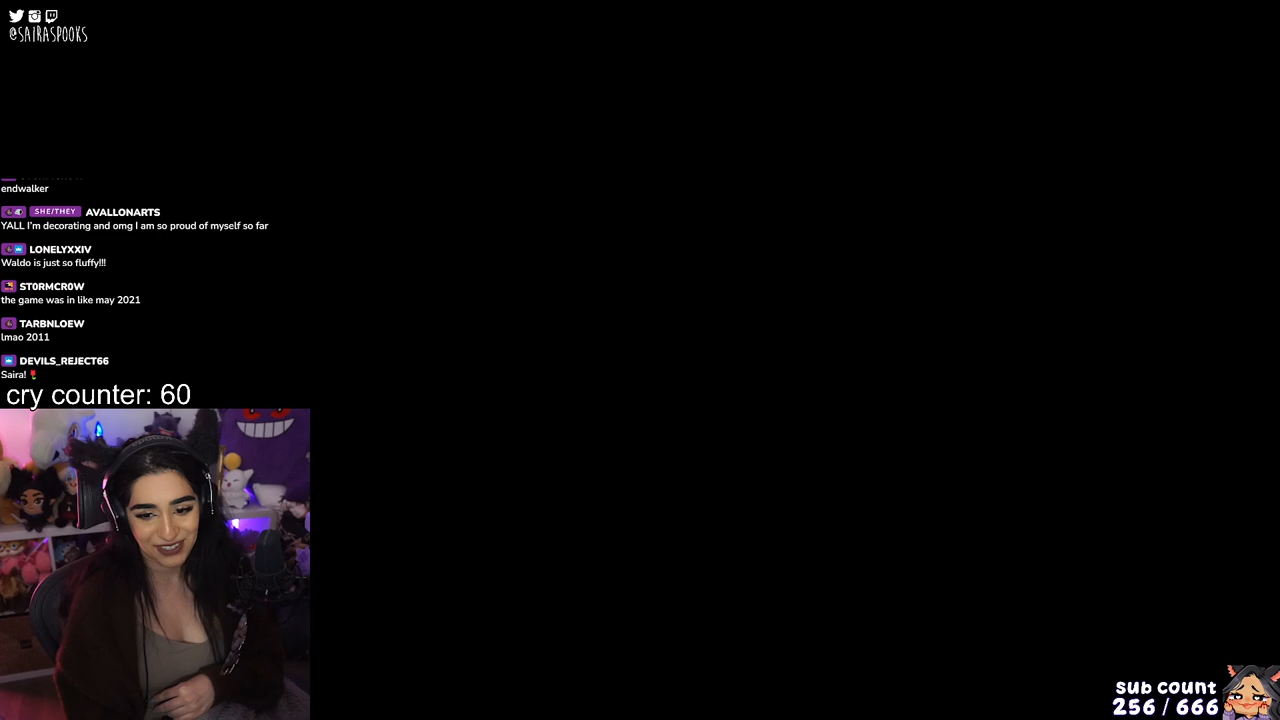 @SAIRASPOOKS
endwalker
SHE/THEY AVALLONARTS
YALL I'm decorating and omg I am so proud of myself so far
LONELYXXIV
Waldo is just so fluffy!!!
ST0RMCR0W
the game was in like may 2021
TARBNLOEW
lmao 2011
DEVILS_REJECT66
Saira! 🌹
cry counter: 60
sub count
256 / 666